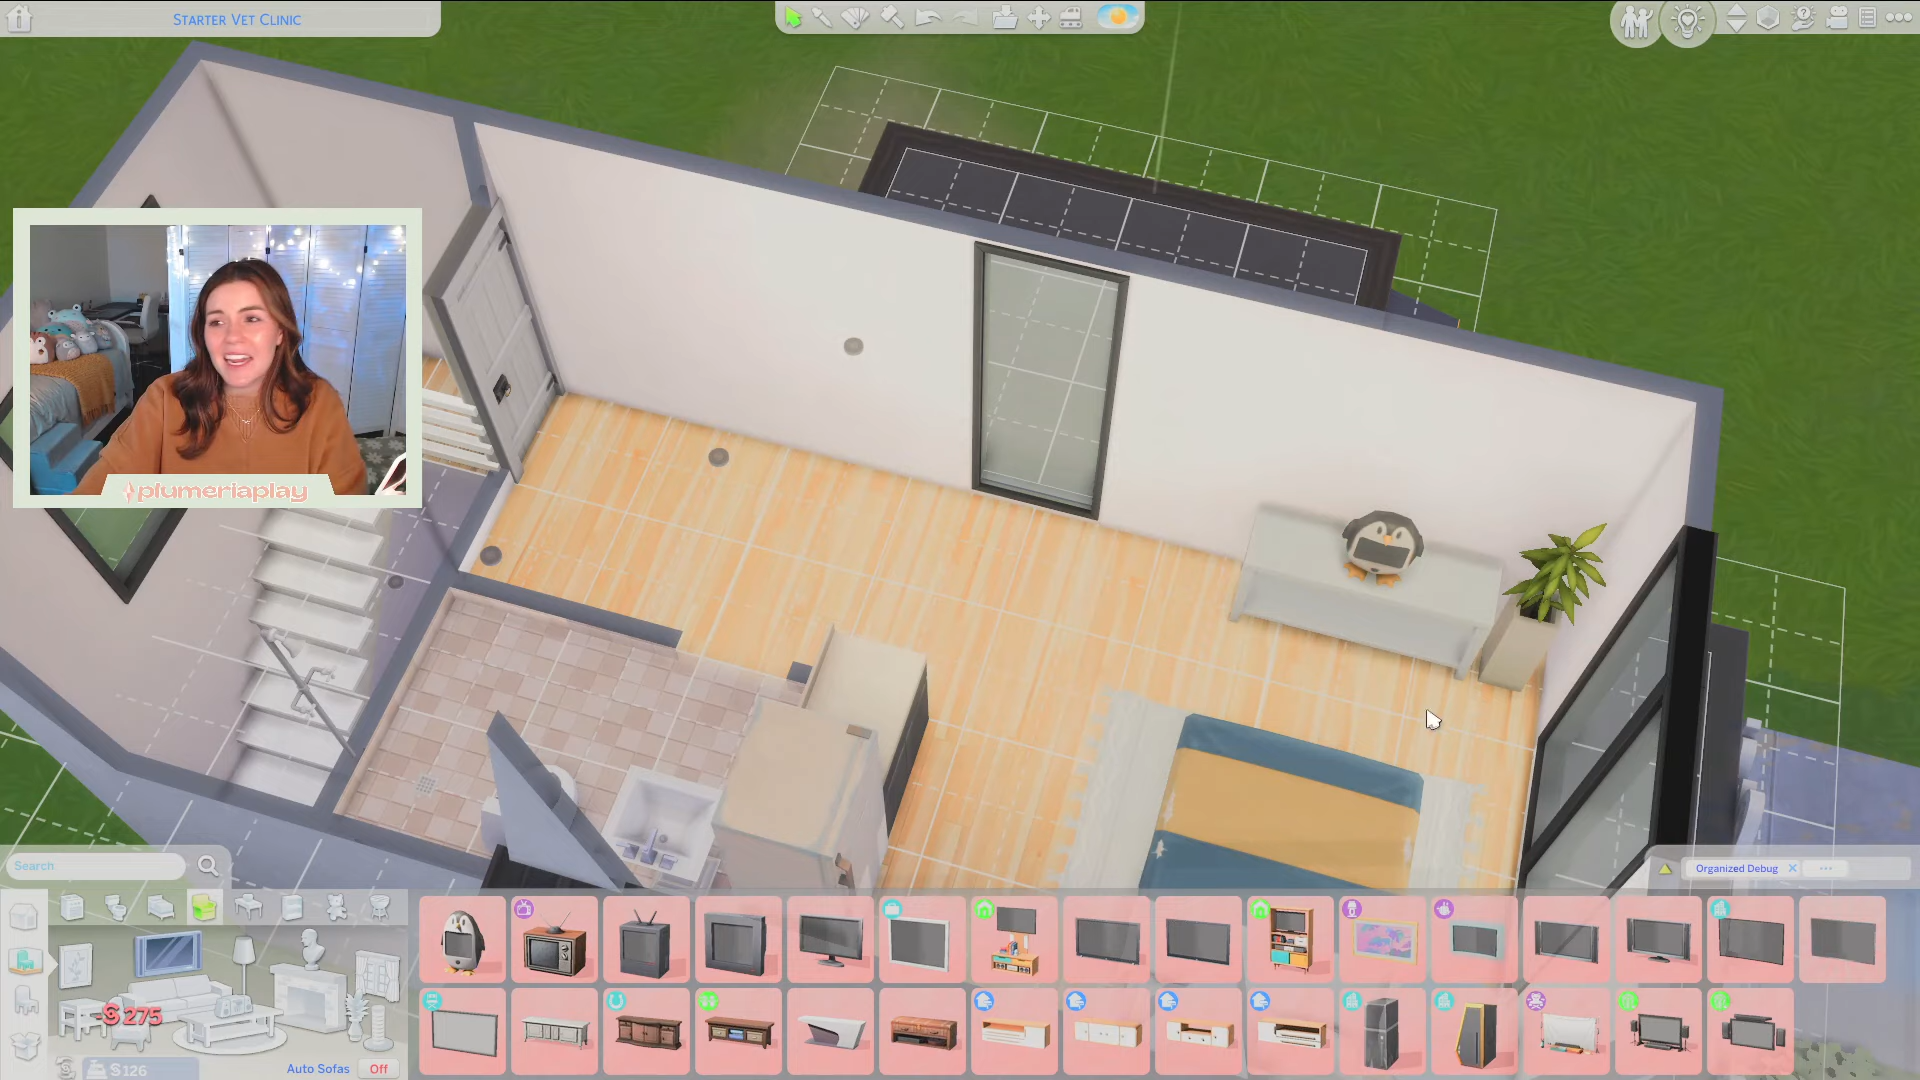 STARTER VET CLINIC
plumeriaplay
Search
Organized Debug
§275
§126
Auto Sofas
Off